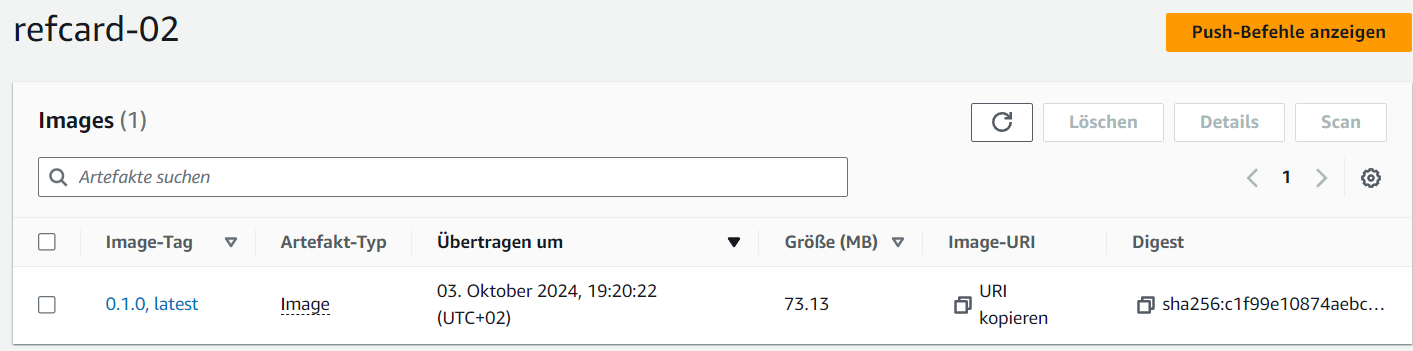 refcard-02
Push-Befehle anzeigen
Images (1)
Löschen
Details
Scan
Artefakte suchen
1
Image-Tag
Artefakt-Typ
Übertragen um
Größe (MB)
Image-URI
Digest
0.1.0, latest
Image
03. Oktober 2024, 19:20:22
(UTC+02)
73.13
URI
kopieren
sha256:c1f99e10874aebc...